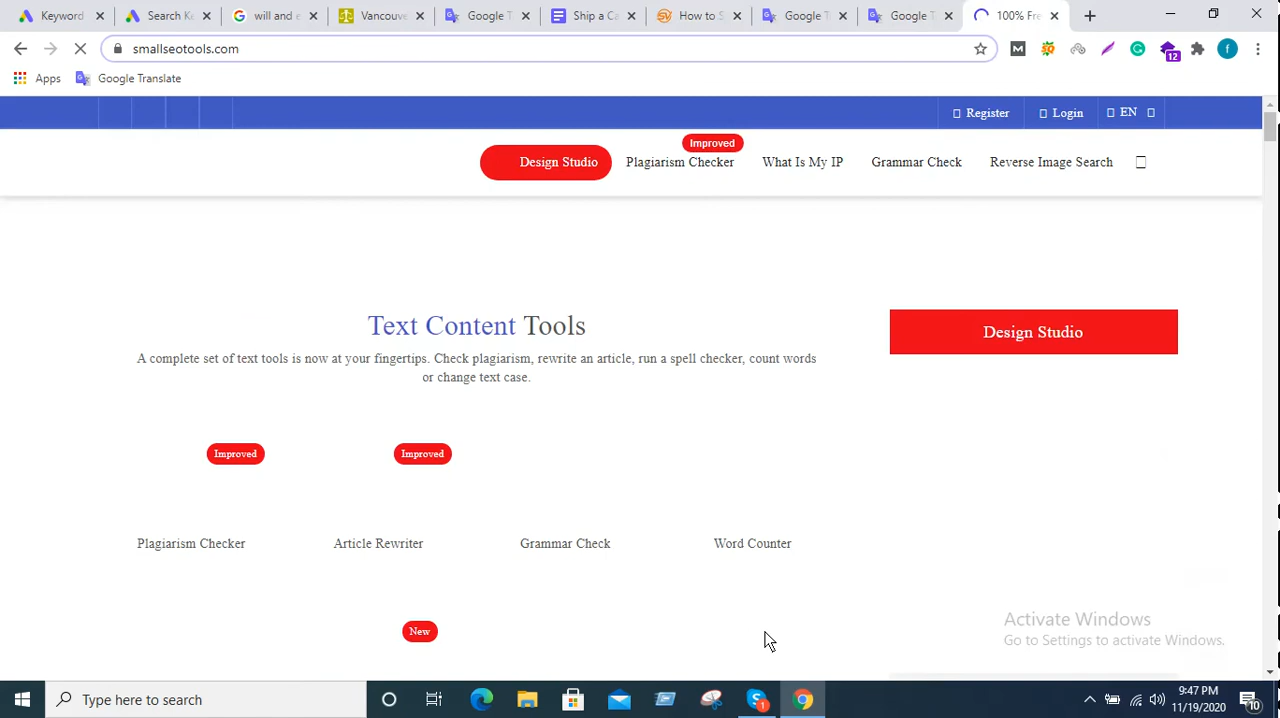 Keyword
Search Ke
will and e
Vancouve
Google T
Ship a Ca
How to S
Google T
Google T
100% Fre
smallseotools.com
12
f
Apps
Google Translate
Register
Login
EN
Improved
Design Studio
Plagiarism Checker
What Is My IP
Grammar Check
Reverse Image Search
Text Content Tools
A complete set of text tools is now at your fingertips. Check plagiarism, rewrite an article, run a spell checker, count words
or change text case.
Design Studio
Improved
Improved
Plagiarism Checker
Article Rewriter
Grammar Check
Word Counter
New
Activate Windows
Go to Settings to activate Windows.
Type here to search
1
9:47 PM
11/19/2020
10